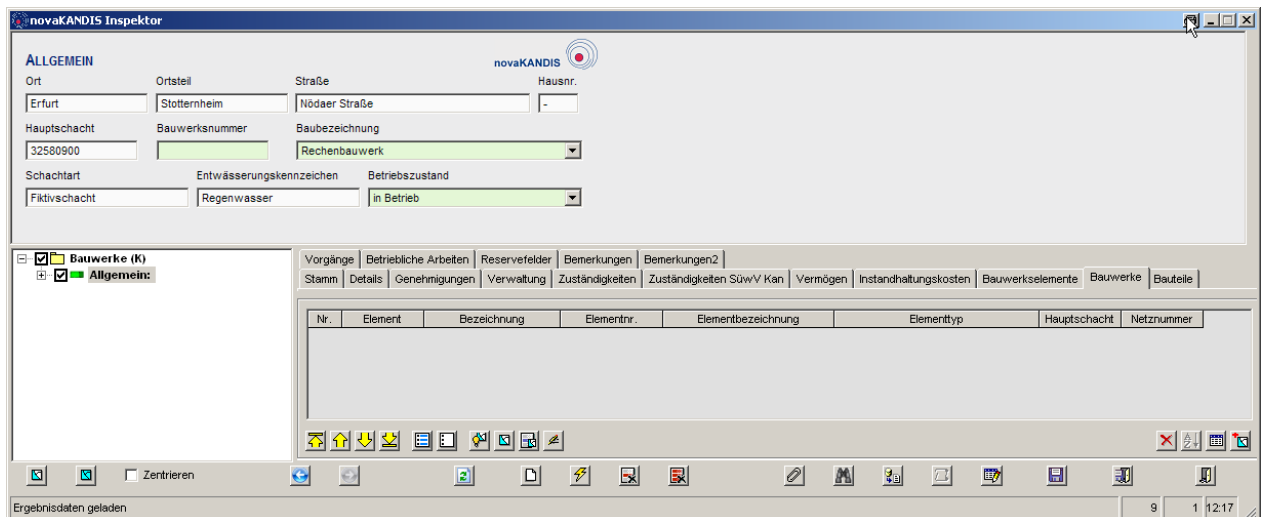 novaKANDIS Inspektor
ALLGEMEIN
novaKANDIS
Ort Ortsteil Straße Hausnr.
Erfurt Stotternheim Nödaer Straße -
Hauptschacht Bauwerksnummer Baubezeichnung
32580900 Rechenbauwerk
Schachtart Entwässerungskennzeichen Betriebszustand
Fiktivschacht Regenwasser in Betrieb
Bauwerke (K)
Allgemein:
Vorgänge Betriebliche Arbeiten Reservefelder Bemerkungen Bemerkungen2
Stamm Details Genehmigungen Verwaltung Zuständigkeiten Zuständigkeiten SüwV Kan Vermögen Instandhaltungskosten Bauwerkselemente Bauwerke Bauteile
Nr. Element Bezeichnung Elementnr. Elementbezeichnung Elementtyp Hauptschacht Netznummer
Zentrieren
Ergebnisdaten geladen 9 1 12:17